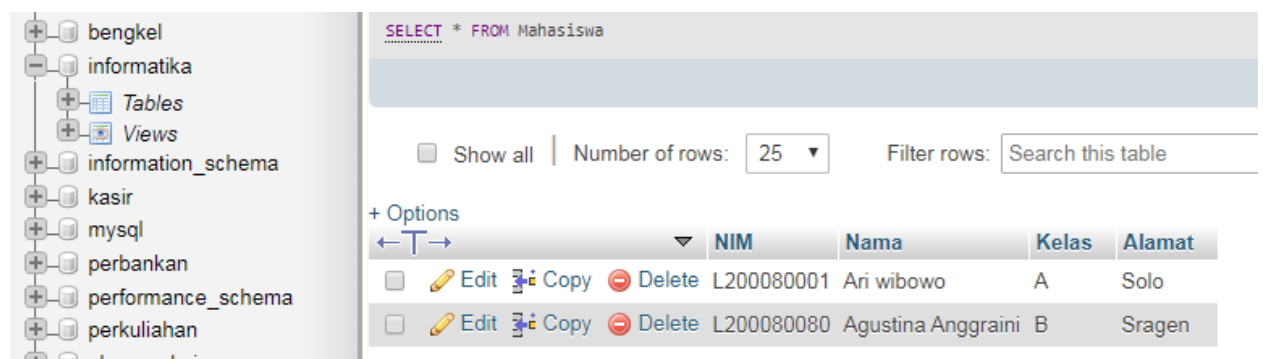 bengkel
informatika
Tables
Views
information_schema
kasir
mysql
perbankan
performance_schema
perkuliahan
SELECT * FROM Mahasiswa
Show all Number of rows: 25 Filter rows: Search this table
+ Options
NIM Nama Kelas Alamat
Edit Copy Delete L200080001 Ari wibowo A Solo
Edit Copy Delete L200080080 Agustina Anggraini B Sragen